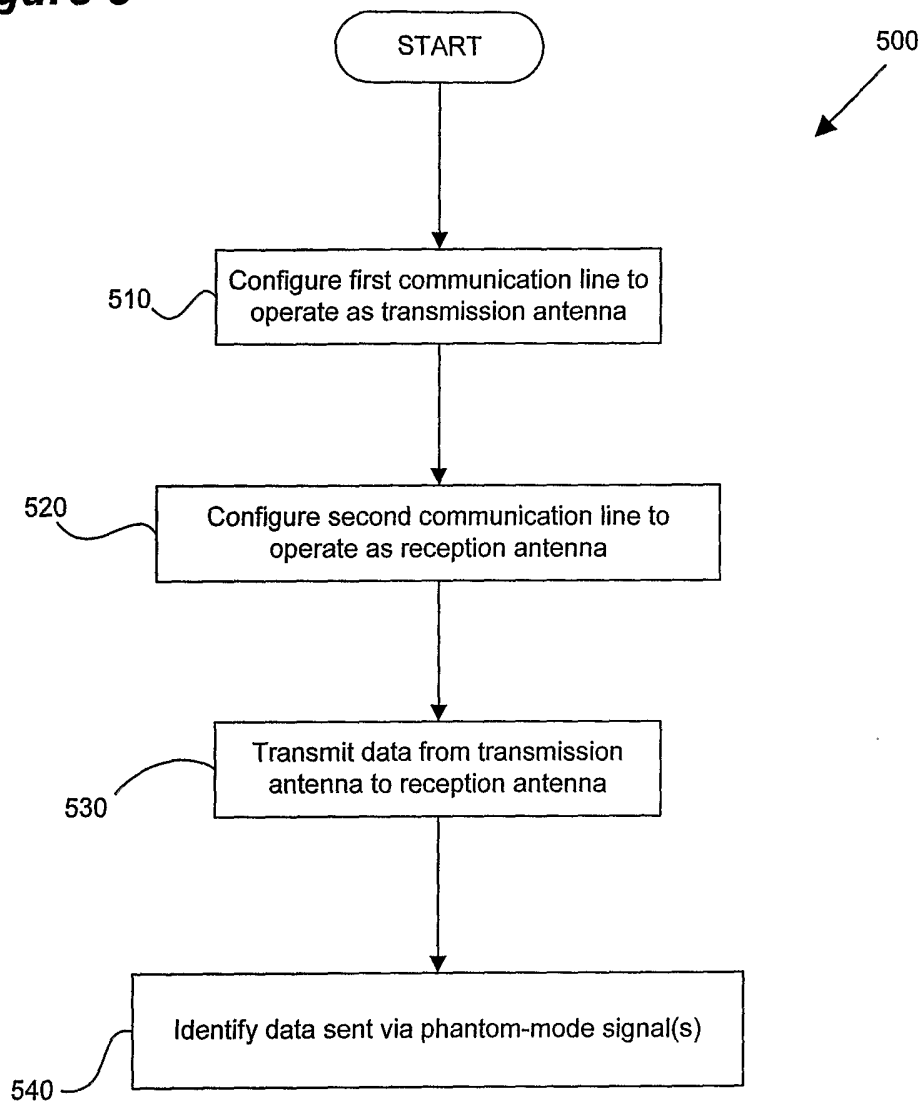 START
500
510
Configure first communication line to
operate as transmission antenna
520
Configure second communication line to
operate as reception antenna
530
Transmit data from transmission
antenna to reception antenna
540
Identify data sent via phantom-mode signal(s)